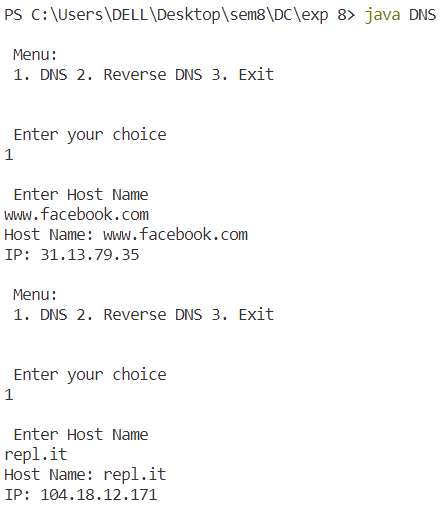 PS C:\Users\DELL\Desktop\sem8\DC\exp 8> java DNS
Menu:
1. DNS 2. Reverse DNS 3. Exit
Enter your choice
1
Enter Host Name
www.facebook.com
Host Name: www.facebook.com
IP: 31.13.79.35
Menu:
1. DNS 2. Reverse DNS 3. Exit
Enter your choice
1
Enter Host Name
repl.it
Host Name: repl.it
IP: 104.18.12.171